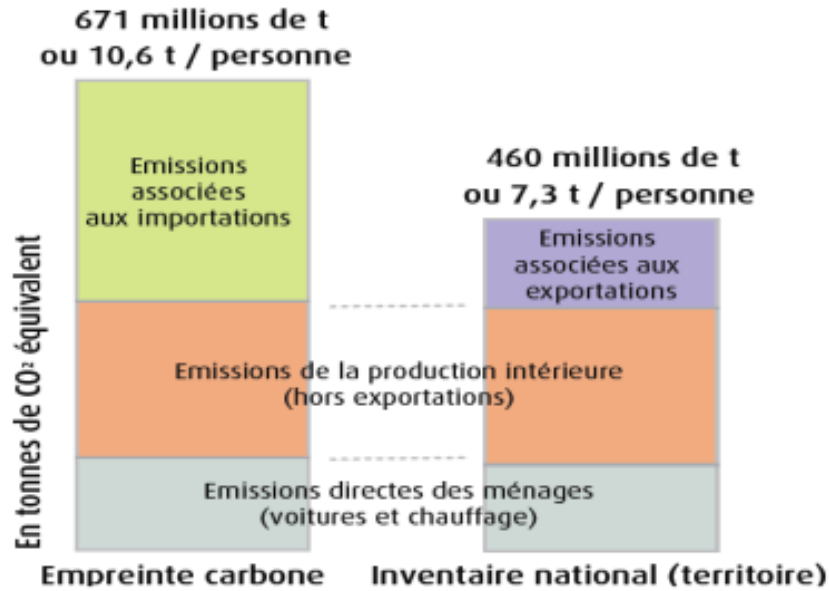 671 millions de t
ou 10,6 t / personne
Emissions
associées
aux importations
460 millions de t
ou 7,3 t / personne
Emissions
associées aux
exportations
Emissions de la production intérieure
(hors exportations)
Emissions directes des ménages
(voitures et chauffage)
En tonnes de CO² équivalent
Empreinte carbone
Inventaire national (territoire)